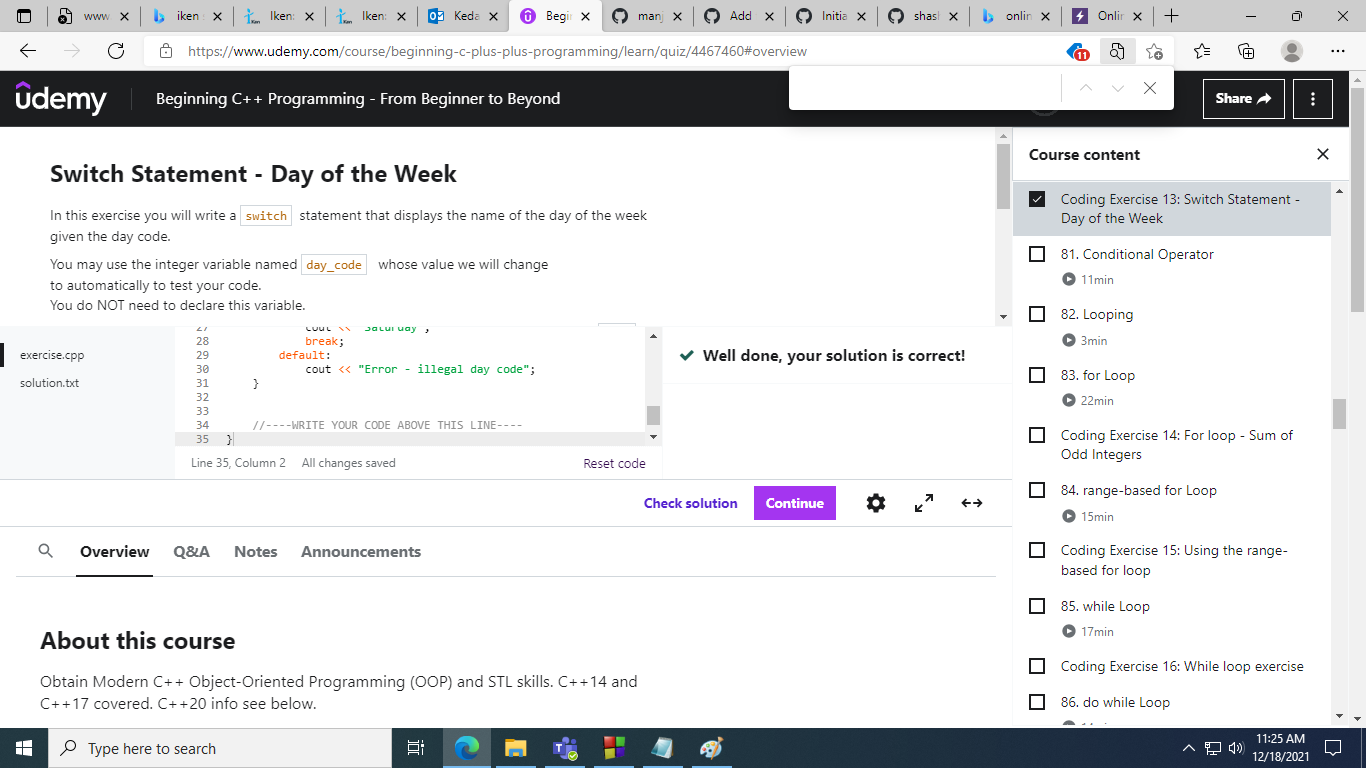 www
iken
Iken:
Iken:
Keda
Begin
manj
Add
Initia
shasl
onlin
Onlin
https://www.udemy.com/course/beginning-c-plus-plus-programming/learn/quiz/4467460#overview
11
udemy
Beginning C++ Programming - From Beginner to Beyond
Share
Switch Statement - Day of the Week
In this exercise you will write a switch statement that displays the name of the day of the week
given the day code.
You may use the integer variable named day_code whose value we will change
to automatically to test your code.
You do NOT need to declare this variable.
exercise.cpp
solution.txt
27 cout << "Saturday";
28 break;
29 default:
30 cout << "Error - illegal day code";
31 }
32
33
34 //----WRITE YOUR CODE ABOVE THIS LINE----
35 }
Line 35, Column 2 All changes saved Reset code
Well done, your solution is correct!
Check solution Continue
Overview Q&A Notes Announcements
About this course
Obtain Modern C++ Object-Oriented Programming (OOP) and STL skills. C++14 and
C++17 covered. C++20 info see below.
Course content
Coding Exercise 13: Switch Statement -
Day of the Week
81. Conditional Operator
11min
82. Looping
3min
83. for Loop
22min
Coding Exercise 14: For loop - Sum of
Odd Integers
84. range-based for Loop
15min
Coding Exercise 15: Using the range-
based for loop
85. while Loop
17min
Coding Exercise 16: While loop exercise
86. do while Loop
Type here to search
11:25 AM
12/18/2021